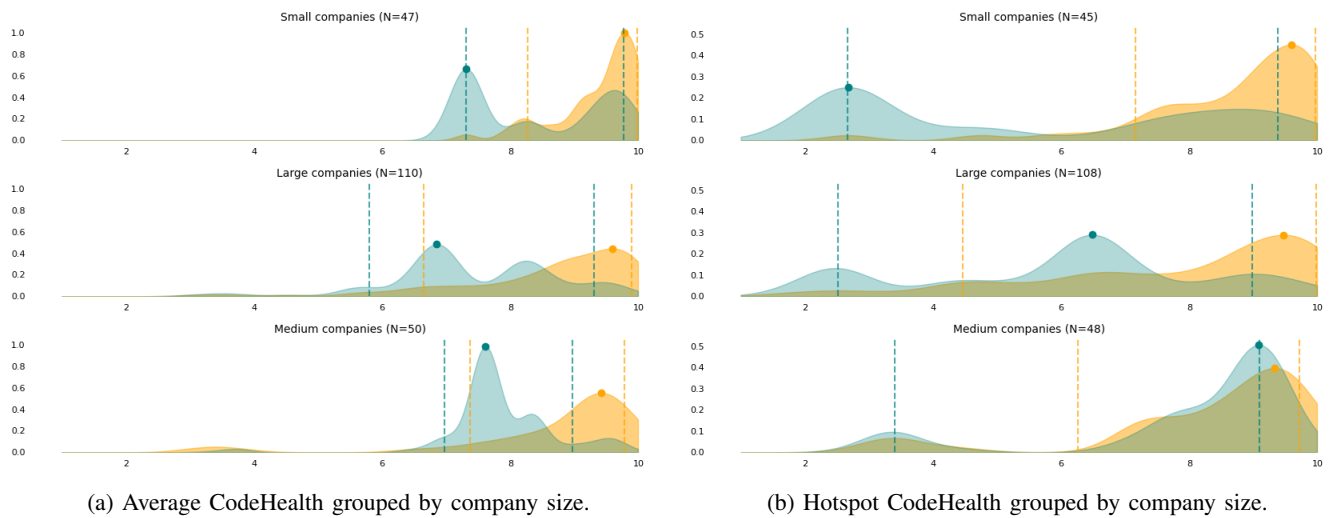 Small companies (N=47)
1.0
0.8
0.6
0.4
0.2
0.0
2 4 6 8 10
Large companies (N=110)
1.0
0.8
0.6
0.4
0.2
0.0
2 4 6 8 10
Medium companies (N=50)
1.0
0.8
0.6
0.4
0.2
0.0
2 4 6 8 10
(a) Average CodeHealth grouped by company size.
Small companies (N=45)
0.5
0.4
0.3
0.2
0.1
0.0
2 4 6 8 10
Large companies (N=108)
0.5
0.4
0.3
0.2
0.1
0.0
2 4 6 8 10
Medium companies (N=48)
0.5
0.4
0.3
0.2
0.1
0.0
2 4 6 8 10
(b) Hotspot CodeHealth grouped by company size.